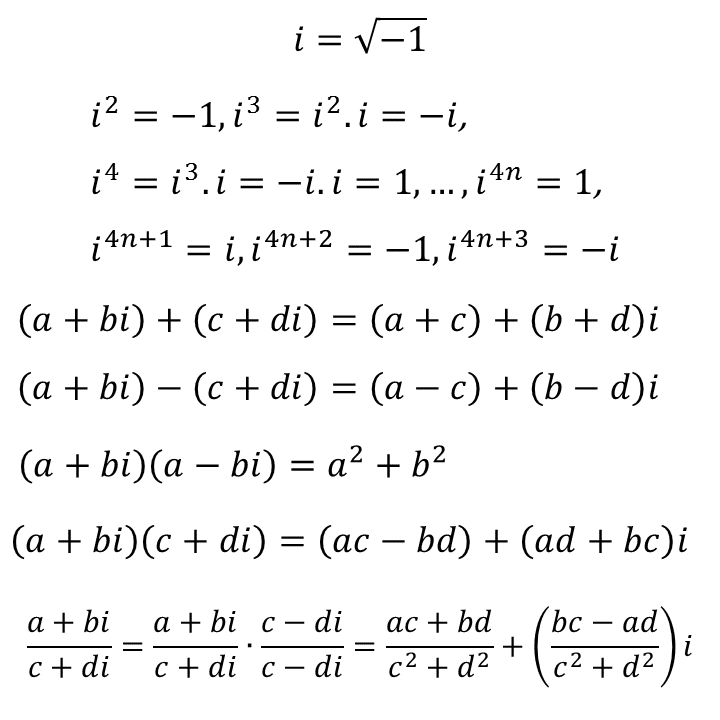 i = √−1
i² = −1, i³ = i². i = −i,
i⁴ = i³. i = −i. i = 1, … , i⁴ⁿ = 1,
i⁴ⁿ⁺¹ = i, i⁴ⁿ⁺² = −1, i⁴ⁿ⁺³ = −i
(a + bi) + (c + di) = (a + c) + (b + d)i
(a + bi) − (c + di) = (a − c) + (b − d)i
(a + bi)(a − bi) = a² + b²
(a + bi)(c + di) = (ac − bd) + (ad + bc)i
(a + bi)/(c + di) = (a + bi)/(c + di) · (c − di)/(c − di) = (ac + bd)/(c² + d²) + ((bc − ad)/(c² + d²)) i